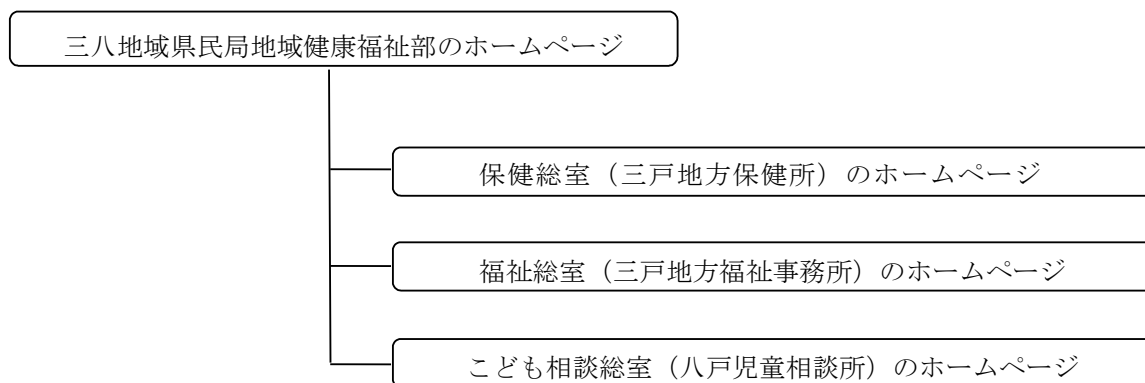 三八地域県民局地域健康福祉部のホームページ
保健総室（三戸地方保健所）のホームページ
福祉総室（三戸地方福祉事務所）のホームページ
こども相談総室（八戸児童相談所）のホームページ